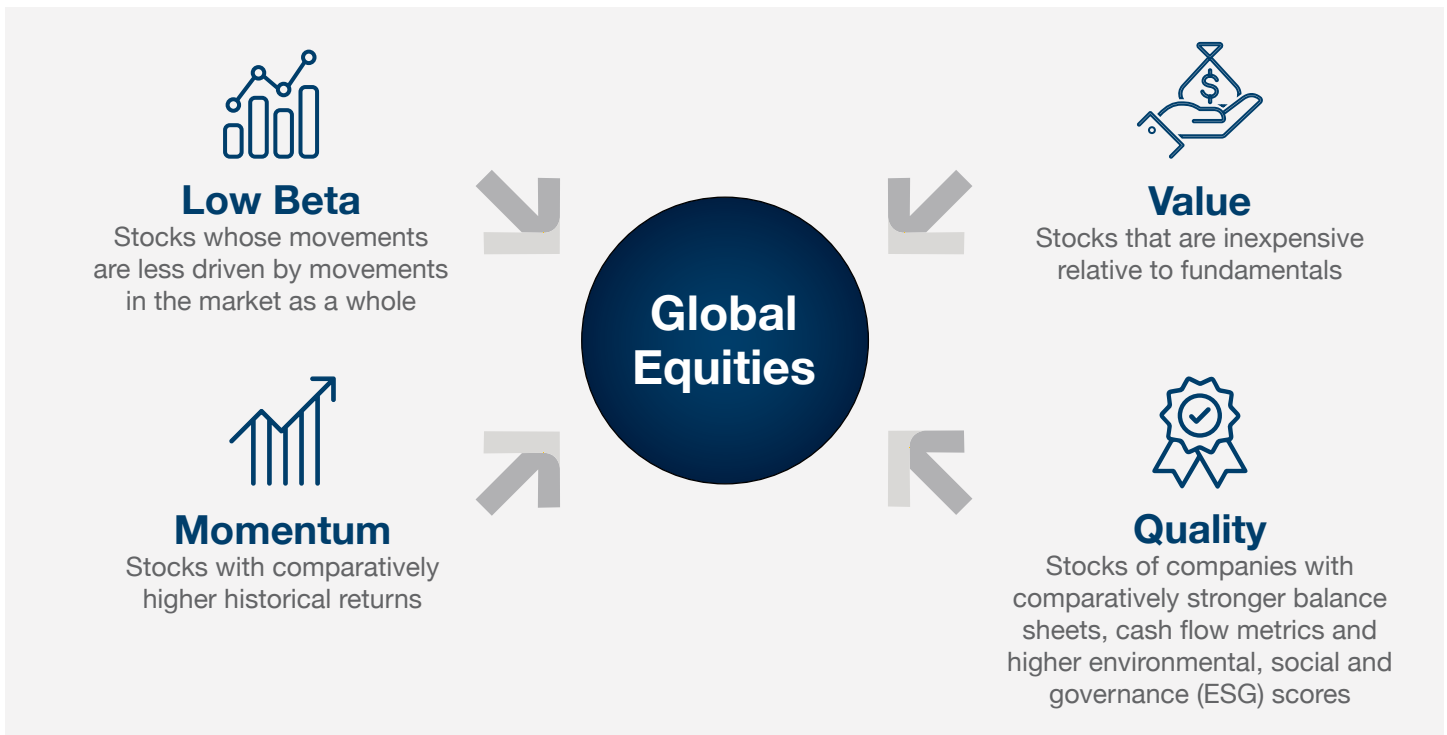 Low Beta
Stocks whose movements
are less driven by movements
in the market as a whole
Momentum
Stocks with comparatively
higher historical returns
Global
Equities
$
Value
Stocks that are inexpensive
relative to fundamentals
Quality
Stocks of companies with
comparatively stronger balance
sheets, cash flow metrics and
higher environmental, social and
governance (ESG) scores